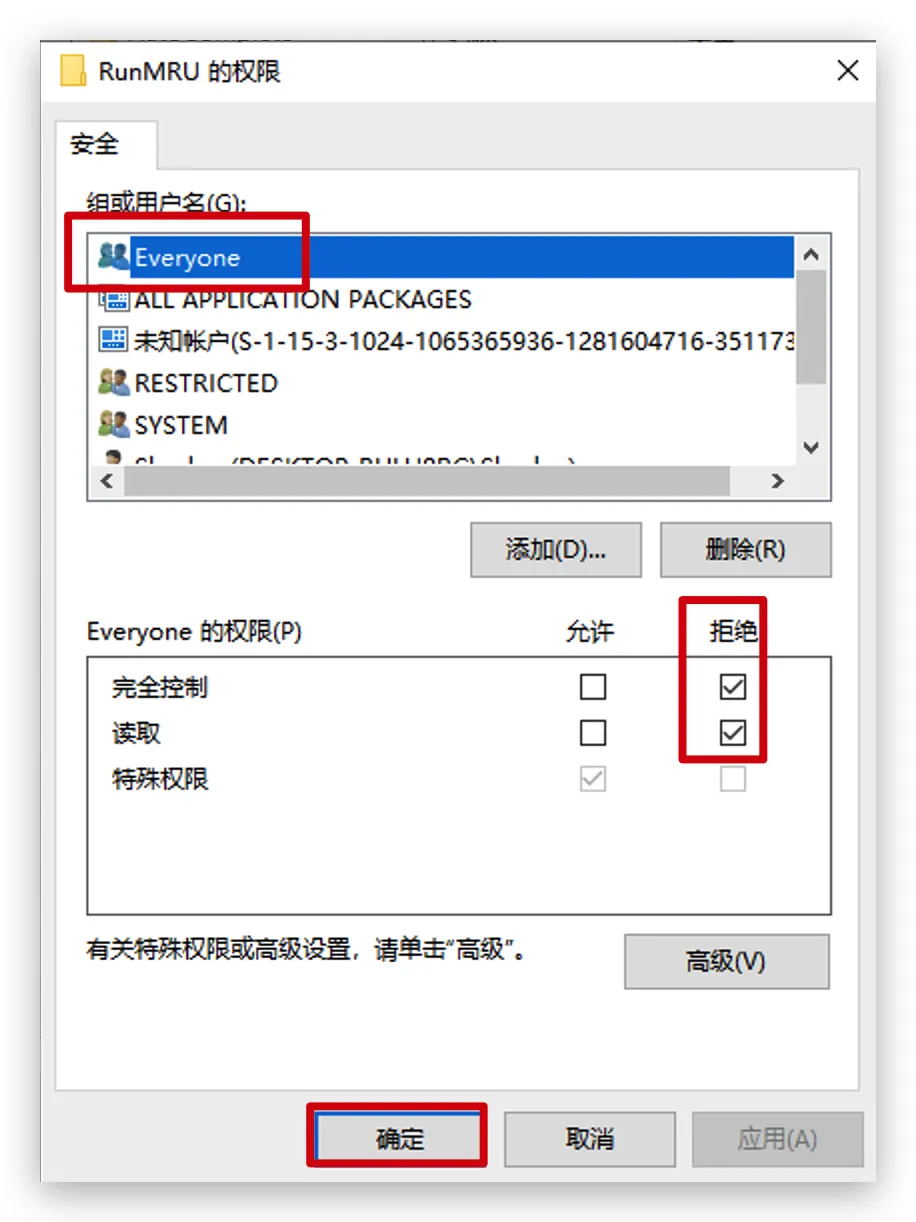 RunMRU 的权限
安全
组或用户名(G):
Everyone
ALL APPLICATION PACKAGES
未知帐户(S-1-15-3-1024-1065365936-1281604716-351173
RESTRICTED
SYSTEM
添加(D)... 删除(R)
Everyone 的权限(P) 允许 拒绝
完全控制
读取
特殊权限
有关特殊权限或高级设置，请单击“高级”。
高级(V)
确定 取消 应用(A)